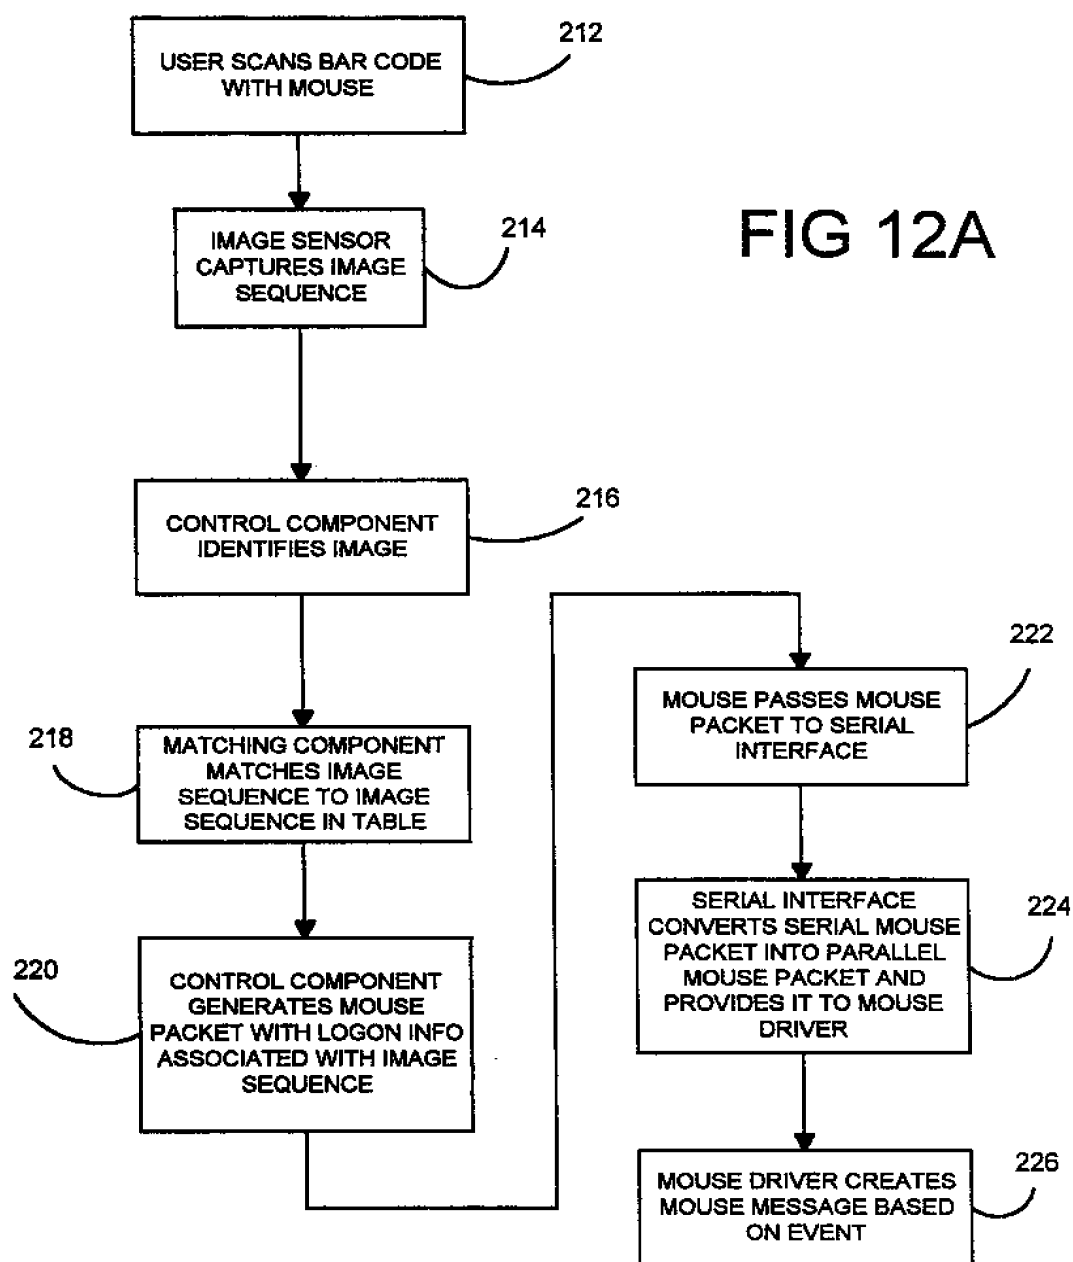 USER SCANS BAR CODE
WITH MOUSE
212
IMAGE SENSOR
CAPTURES IMAGE
SEQUENCE
214
FIG 12A
CONTROL COMPONENT
IDENTIFIES IMAGE
216
218
MATCHING COMPONENT
MATCHES IMAGE
SEQUENCE TO IMAGE
SEQUENCE IN TABLE
220
CONTROL COMPONENT
GENERATES MOUSE
PACKET WITH LOGON INFO
ASSOCIATED WITH IMAGE
SEQUENCE
222
MOUSE PASSES MOUSE
PACKET TO SERIAL
INTERFACE
224
SERIAL INTERFACE
CONVERTS SERIAL MOUSE
PACKET INTO PARALLEL
MOUSE PACKET AND
PROVIDES IT TO MOUSE
DRIVER
226
MOUSE DRIVER CREATES
MOUSE MESSAGE BASED
ON EVENT